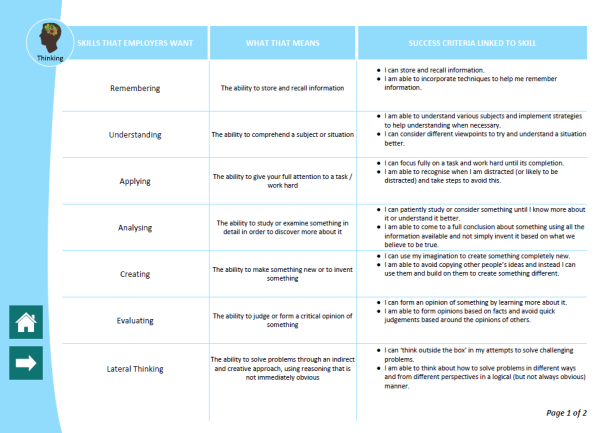 Thinking
SKILLS THAT EMPLOYERS WANT
WHAT THAT MEANS
SUCCESS CRITERIA LINKED TO SKILL
Remembering
The ability to store and recall information
• I can store and recall information.
• I am able to incorporate techniques to help me remember
information.
Understanding
The ability to comprehend a subject or situation
• I am able to understand various subjects and implement strategies
to help understanding when necessary.
• I can consider different viewpoints to try and understand a situation
better.
Applying
The ability to give your full attention to a task /
work hard
• I can focus fully on a task and work hard until its completion.
• I am able to recognise when I am distracted (or likely to be
distracted) and take steps to avoid this.
Analysing
The ability to study or examine something in
detail in order to discover more about it
• I can patiently study or consider something until I know more about
it or understand it better.
• I am able to come to a full conclusion about something using all the
information available and not simply invent it based on what we
believe to be true.
Creating
The ability to make something new or to invent
something
• I can use my imagination to create something completely new.
• I am able to avoid copying other people's ideas and instead I can
use them and build on them to create something different.
Evaluating
The ability to judge or form a critical opinion of
something
• I can form an opinion of something by learning more about it.
• I am able to form opinions based on facts and avoid quick
judgements based around the opinions of others.
Lateral Thinking
The ability to solve problems through an indirect
and creative approach, using reasoning that is
not immediately obvious
• I can 'think outside the box' in my attempts to solve challenging
problems.
• I am able to think about how to solve problems in different ways
and from different perspectives in a logical (but not always obvious)
manner.
Page 1 of 2